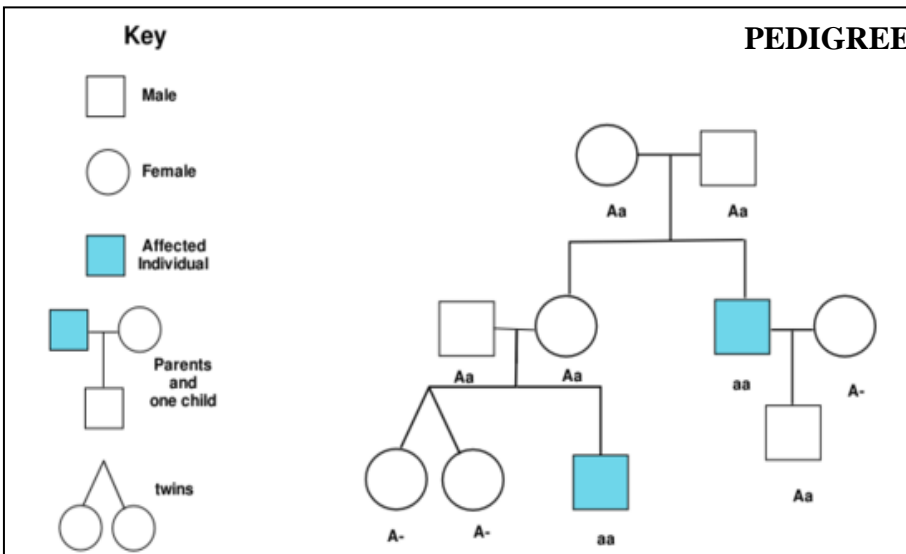 Key
PEDIGREE
Male
Female
Affected
Individual
Parents
and
one child
twins
Aa
Aa
Aa
Aa
aa
A-
Aa
A-
A-
aa